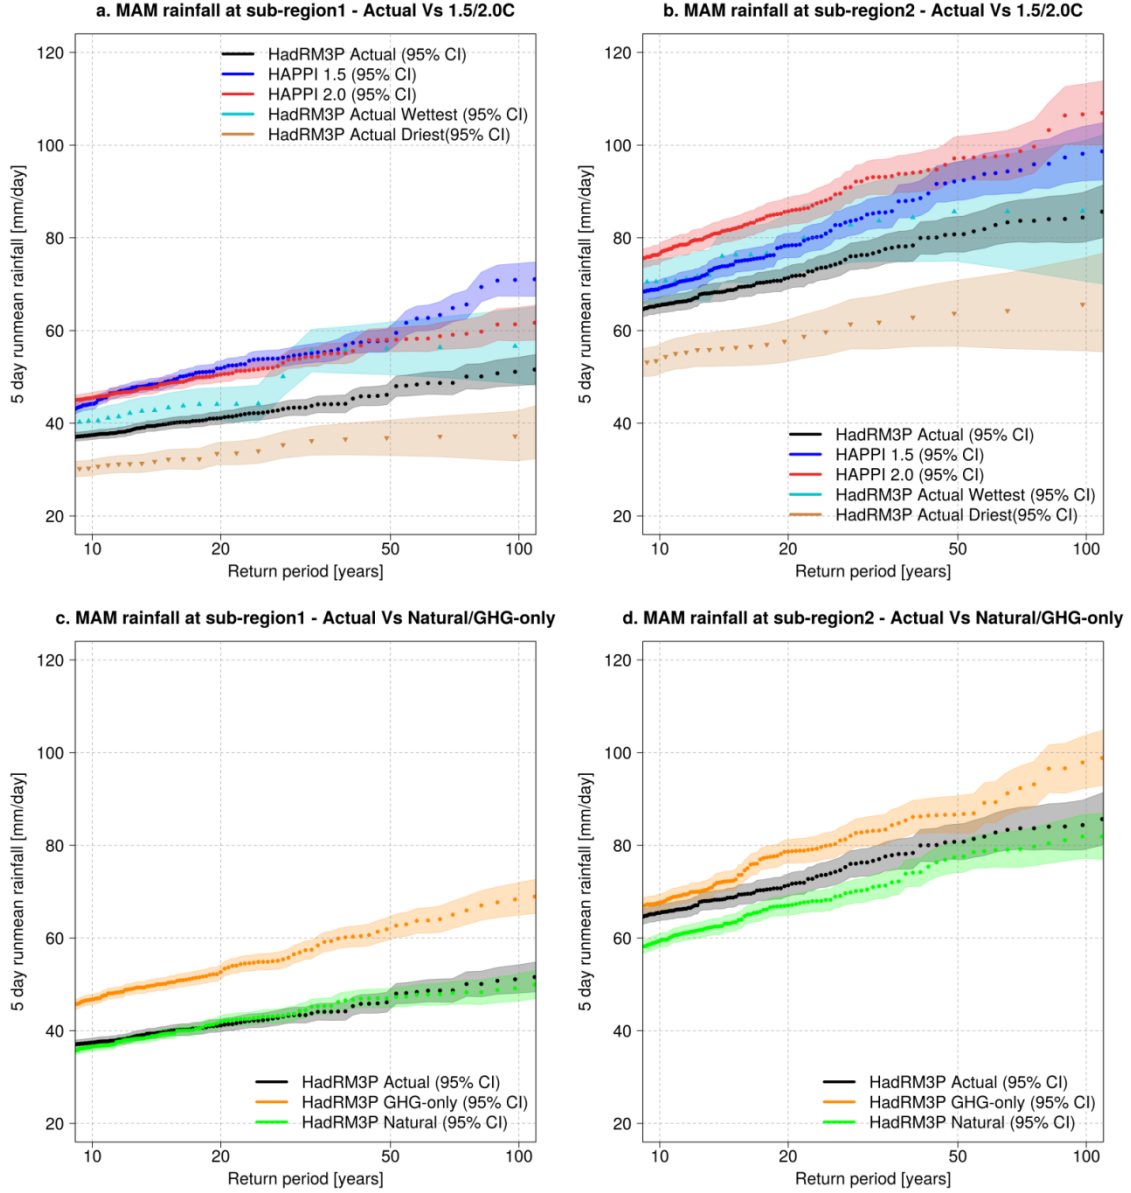 a. MAM rainfall at sub-region1 - Actual Vs 1.5/2.0C
5 day runmean rainfall [mm/day]
120
100
80
60
40
20
HadRM3P Actual (95% CI)
HAPPI 1.5 (95% CI)
HAPPI 2.0 (95% CI)
HadRM3P Actual Wettest (95% CI)
HadRM3P Actual Driest(95% CI)
10 20 50 100
Return period [years]
b. MAM rainfall at sub-region2 - Actual Vs 1.5/2.0C
5 day runmean rainfall [mm/day]
120
100
80
60
40
20
HadRM3P Actual (95% CI)
HAPPI 1.5 (95% CI)
HAPPI 2.0 (95% CI)
HadRM3P Actual Wettest (95% CI)
HadRM3P Actual Driest(95% CI)
10 20 50 100
Return period [years]
c. MAM rainfall at sub-region1 - Actual Vs Natural/GHG-only
5 day runmean rainfall [mm/day]
120
100
80
60
40
20
HadRM3P Actual (95% CI)
HadRM3P GHG-only (95% CI)
HadRM3P Natural (95% CI)
10 20 50 100
Return period [years]
d. MAM rainfall at sub-region2 - Actual Vs Natural/GHG-only
5 day runmean rainfall [mm/day]
120
100
80
60
40
20
HadRM3P Actual (95% CI)
HadRM3P GHG-only (95% CI)
HadRM3P Natural (95% CI)
10 20 50 100
Return period [years]